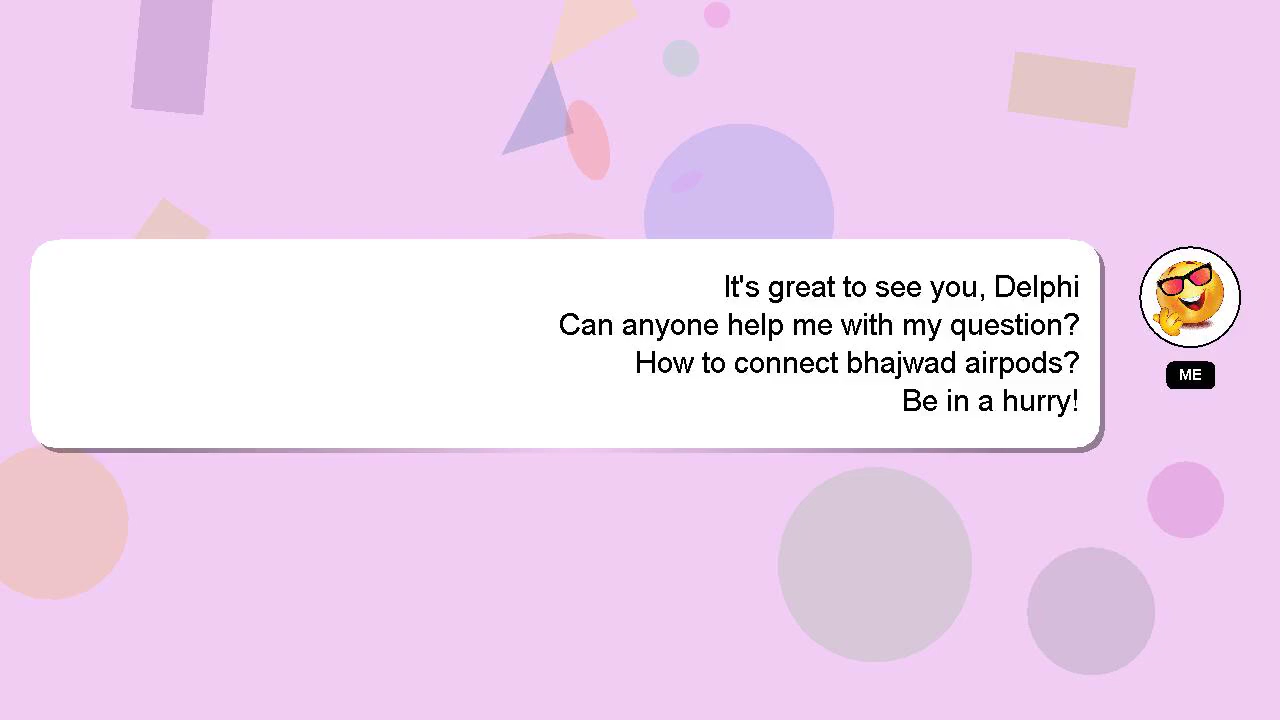 It's great to see you, Delphi
Can anyone help me with my question?
How to connect bhajwad airpods?
Be in a hurry!
ME